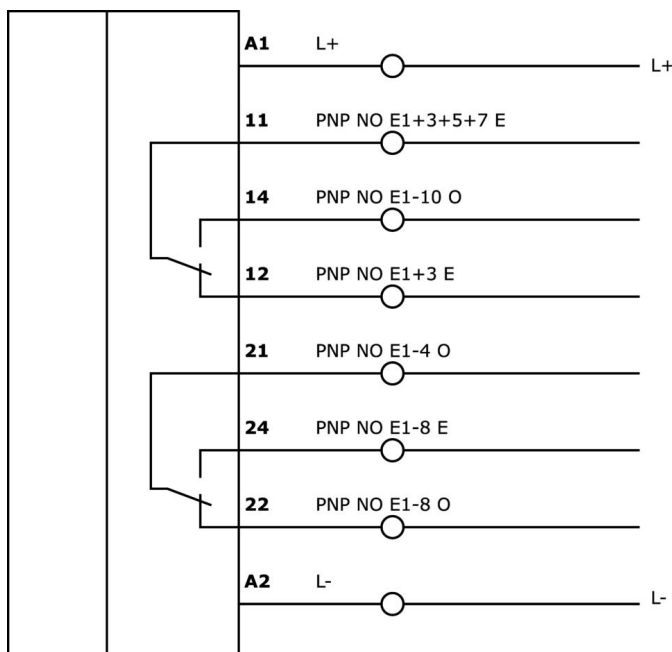 A1 L+
L+
11 PNP NO E1+3+5+7 E
14 PNP NO E1-10 O
12 PNP NO E1+3 E
21 PNP NO E1-4 O
24 PNP NO E1-8 E
22 PNP NO E1-8 O
A2 L-
L-